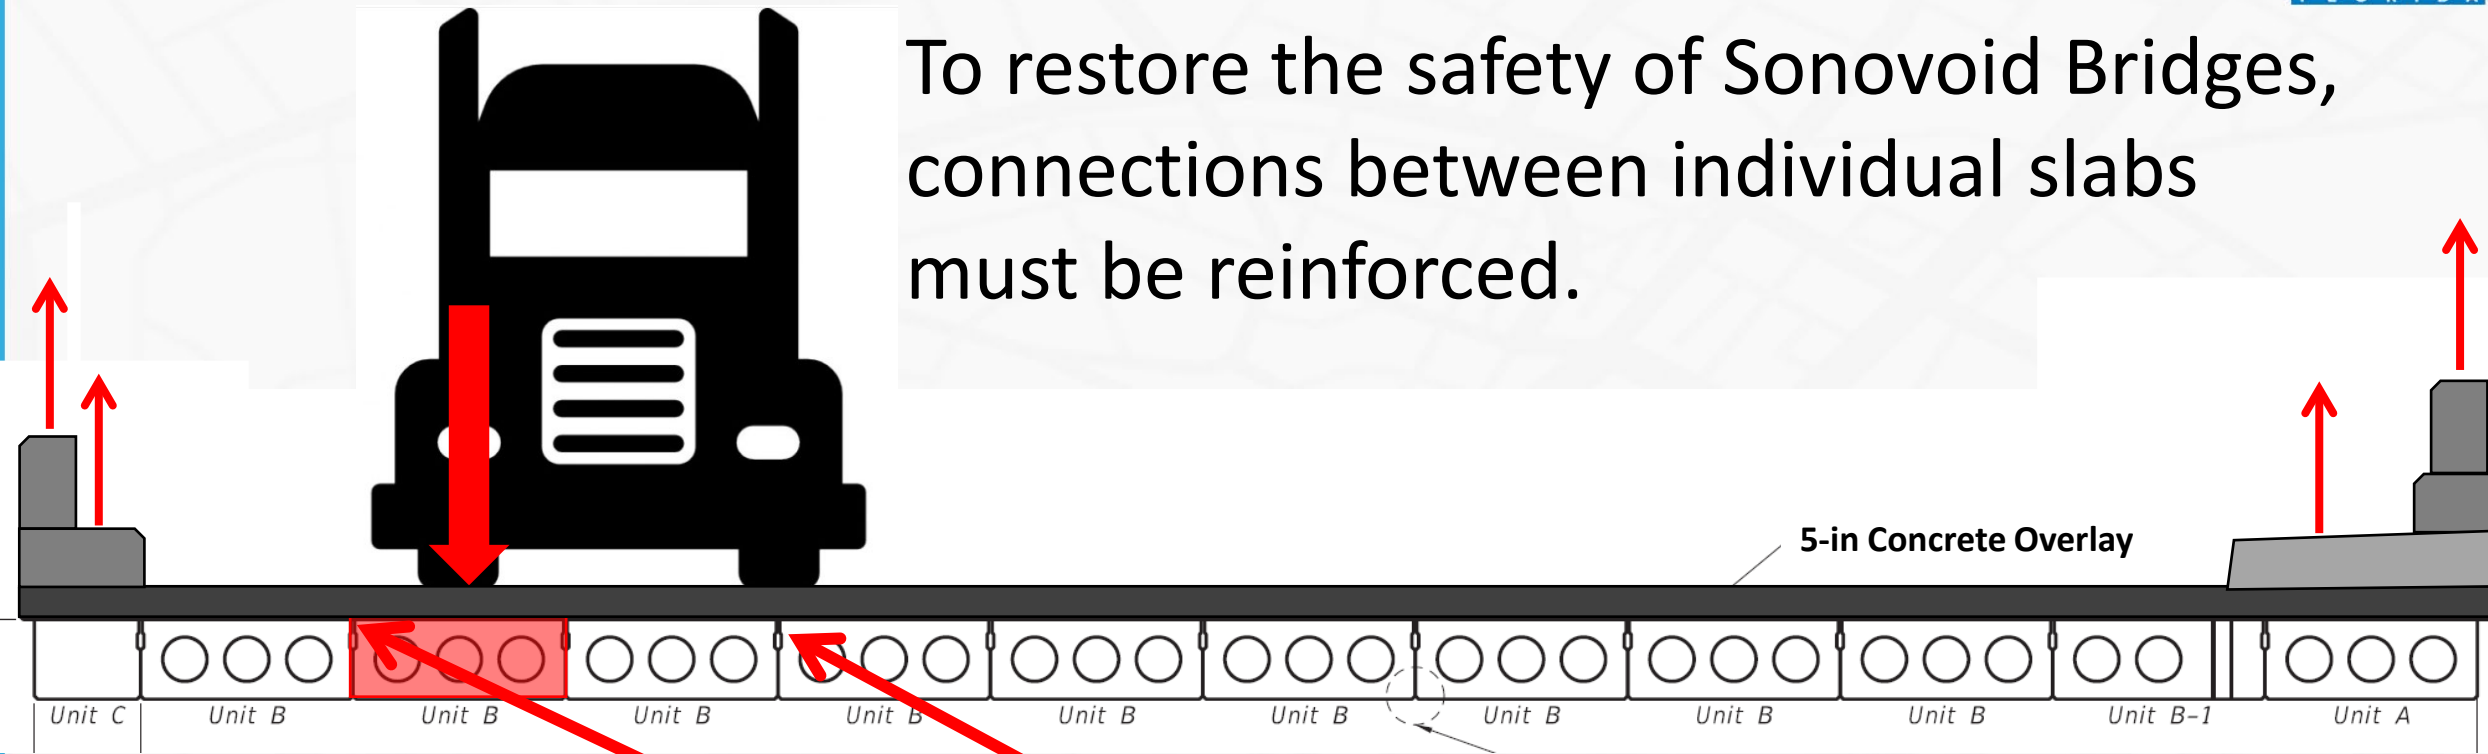 To restore the safety of Sonovoid Bridges,
connections between individual slabs
must be reinforced.
5-in Concrete Overlay
Unit C
Unit B
Unit B
Unit B
Unit B
Unit B
Unit B
Unit B
Unit B
Unit B
Unit B-1
Unit A